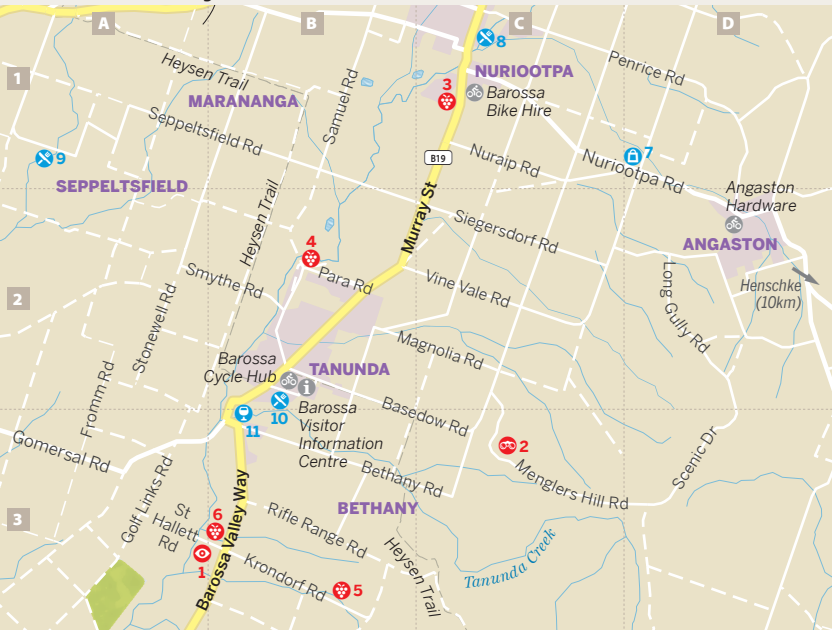 A
B
C
D
1
2
3
Heysen Trail
MARANANGA
Samuel Rd
Seppeltsfield Rd
9
SEPPELTSFIELD
Heysen Trail
8
NURIOOTPA
3
Barossa
Bike Hire
Penrice Rd
B19
Nuraip Rd
7
Nuriootpa Rd
Angaston
Hardware
ANGASTON
Henschke
(10km)
Murray St
Siegersdorf Rd
4
Para Rd
Smythe Rd
Vine Vale Rd
Long Gully Rd
Stonewell Rd
Magnolia Rd
Barossa
Cycle Hub
TANUNDA
i
Fromm Rd
10
11
Barossa
Visitor
Information
Centre
Basedow Rd
2
Menglers Hill Rd
Scenic Dr
Gomersal Rd
Bethany Rd
BETHANY
Golf Links Rd
Barossa Valley Way
St
Hallett
Rd
6
1
Rifle Range Rd
Krondorf Rd
5
Heysen Trail
Tanunda Creek